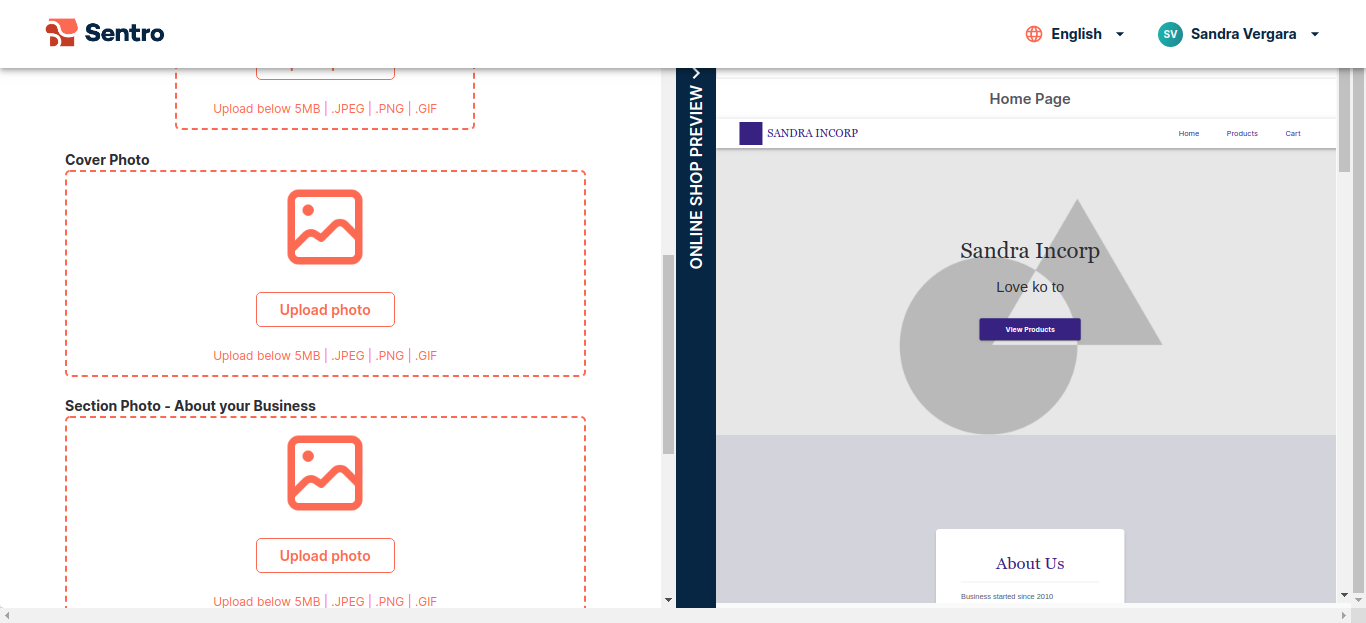 Sentro
English
SV Sandra Vergara
Upload below 5MB | .JPEG | .PNG | .GIF
Cover Photo
Upload photo
Upload below 5MB | .JPEG | .PNG | .GIF
Section Photo - About your Business
Upload photo
Upload below 5MB | .JPEG | .PNG | .GIF
ONLINE SHOP PREVIEW
Home Page
SANDRA INCORP
Home Products Cart
Sandra Incorp
Love ko to
View Products
About Us
Business started since 2010